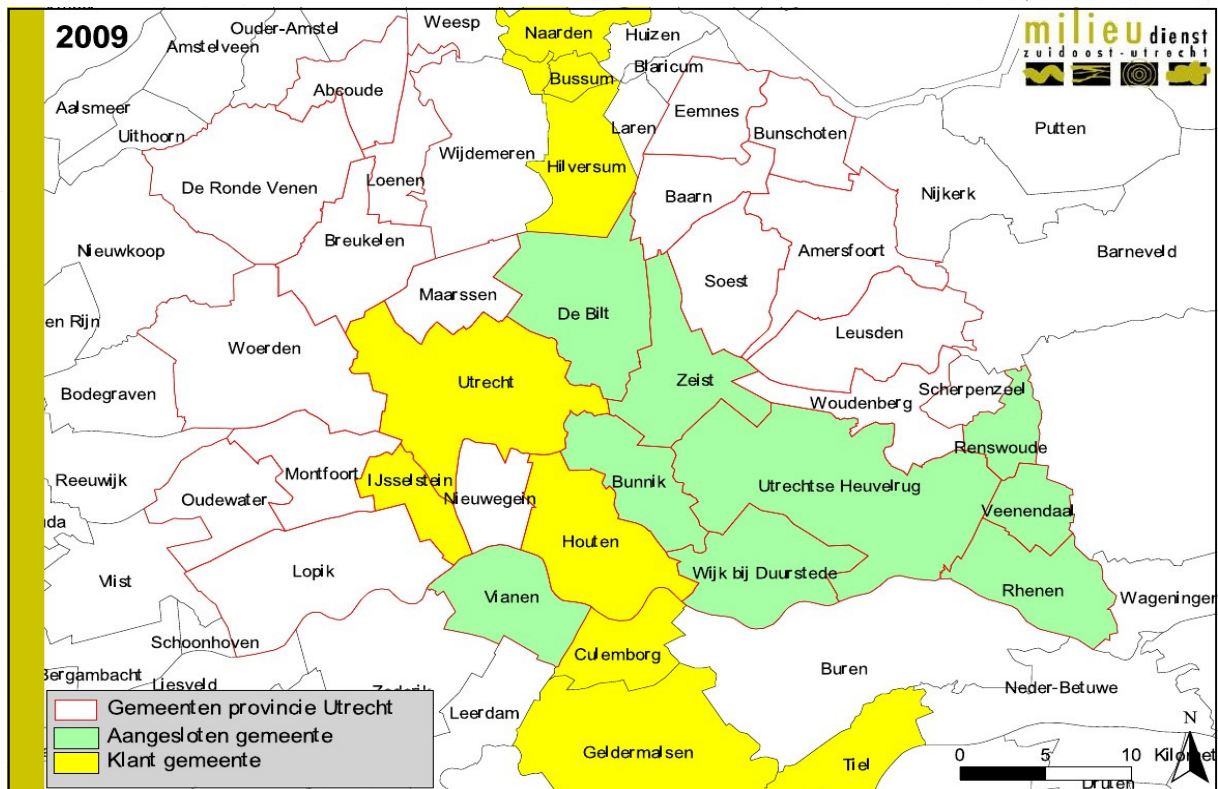 2009
milieu dienst
zuidoost-utrecht
Ouder-Amstel
Weesp
Naarden
Huizen
Amstelveen
Bussum
Blaricum
Abcoude
Aalsmeer
Eemnes
Laren
Bunschoten
Putten
Uithoorn
Wijdemeren
Hilversum
Loenen
De Ronde Venen
Baarn
Nijkerk
Breukelen
Nieuwkoop
Amersfoort
Barneveld
Soest
Maarssen
De Bilt
en Rijn
Leusden
Woerden
Utrecht
Zeist
Scherpenzeel
Bodegraven
Woudenberg
Renswoude
Montfoort
IJsselstein
Reeuwijk
Bunnik
Utrechtse Heuvelrug
Oudewater
Nieuwegein
Veenendaal
uda
Houten
Lopik
Wijk bij Duurstede
Vlist
Rhenen
Vianen
Wageningen
Schoonhoven
Culemborg
Buren
Bergambacht
Liesveld
Neder-Betuwe
Leerdam
Gemeenten provincie Utrecht
Aangesloten gemeente
Klant gemeente
Geldermalsen
Tiel
N
0 5 10 Kilomet
Druten